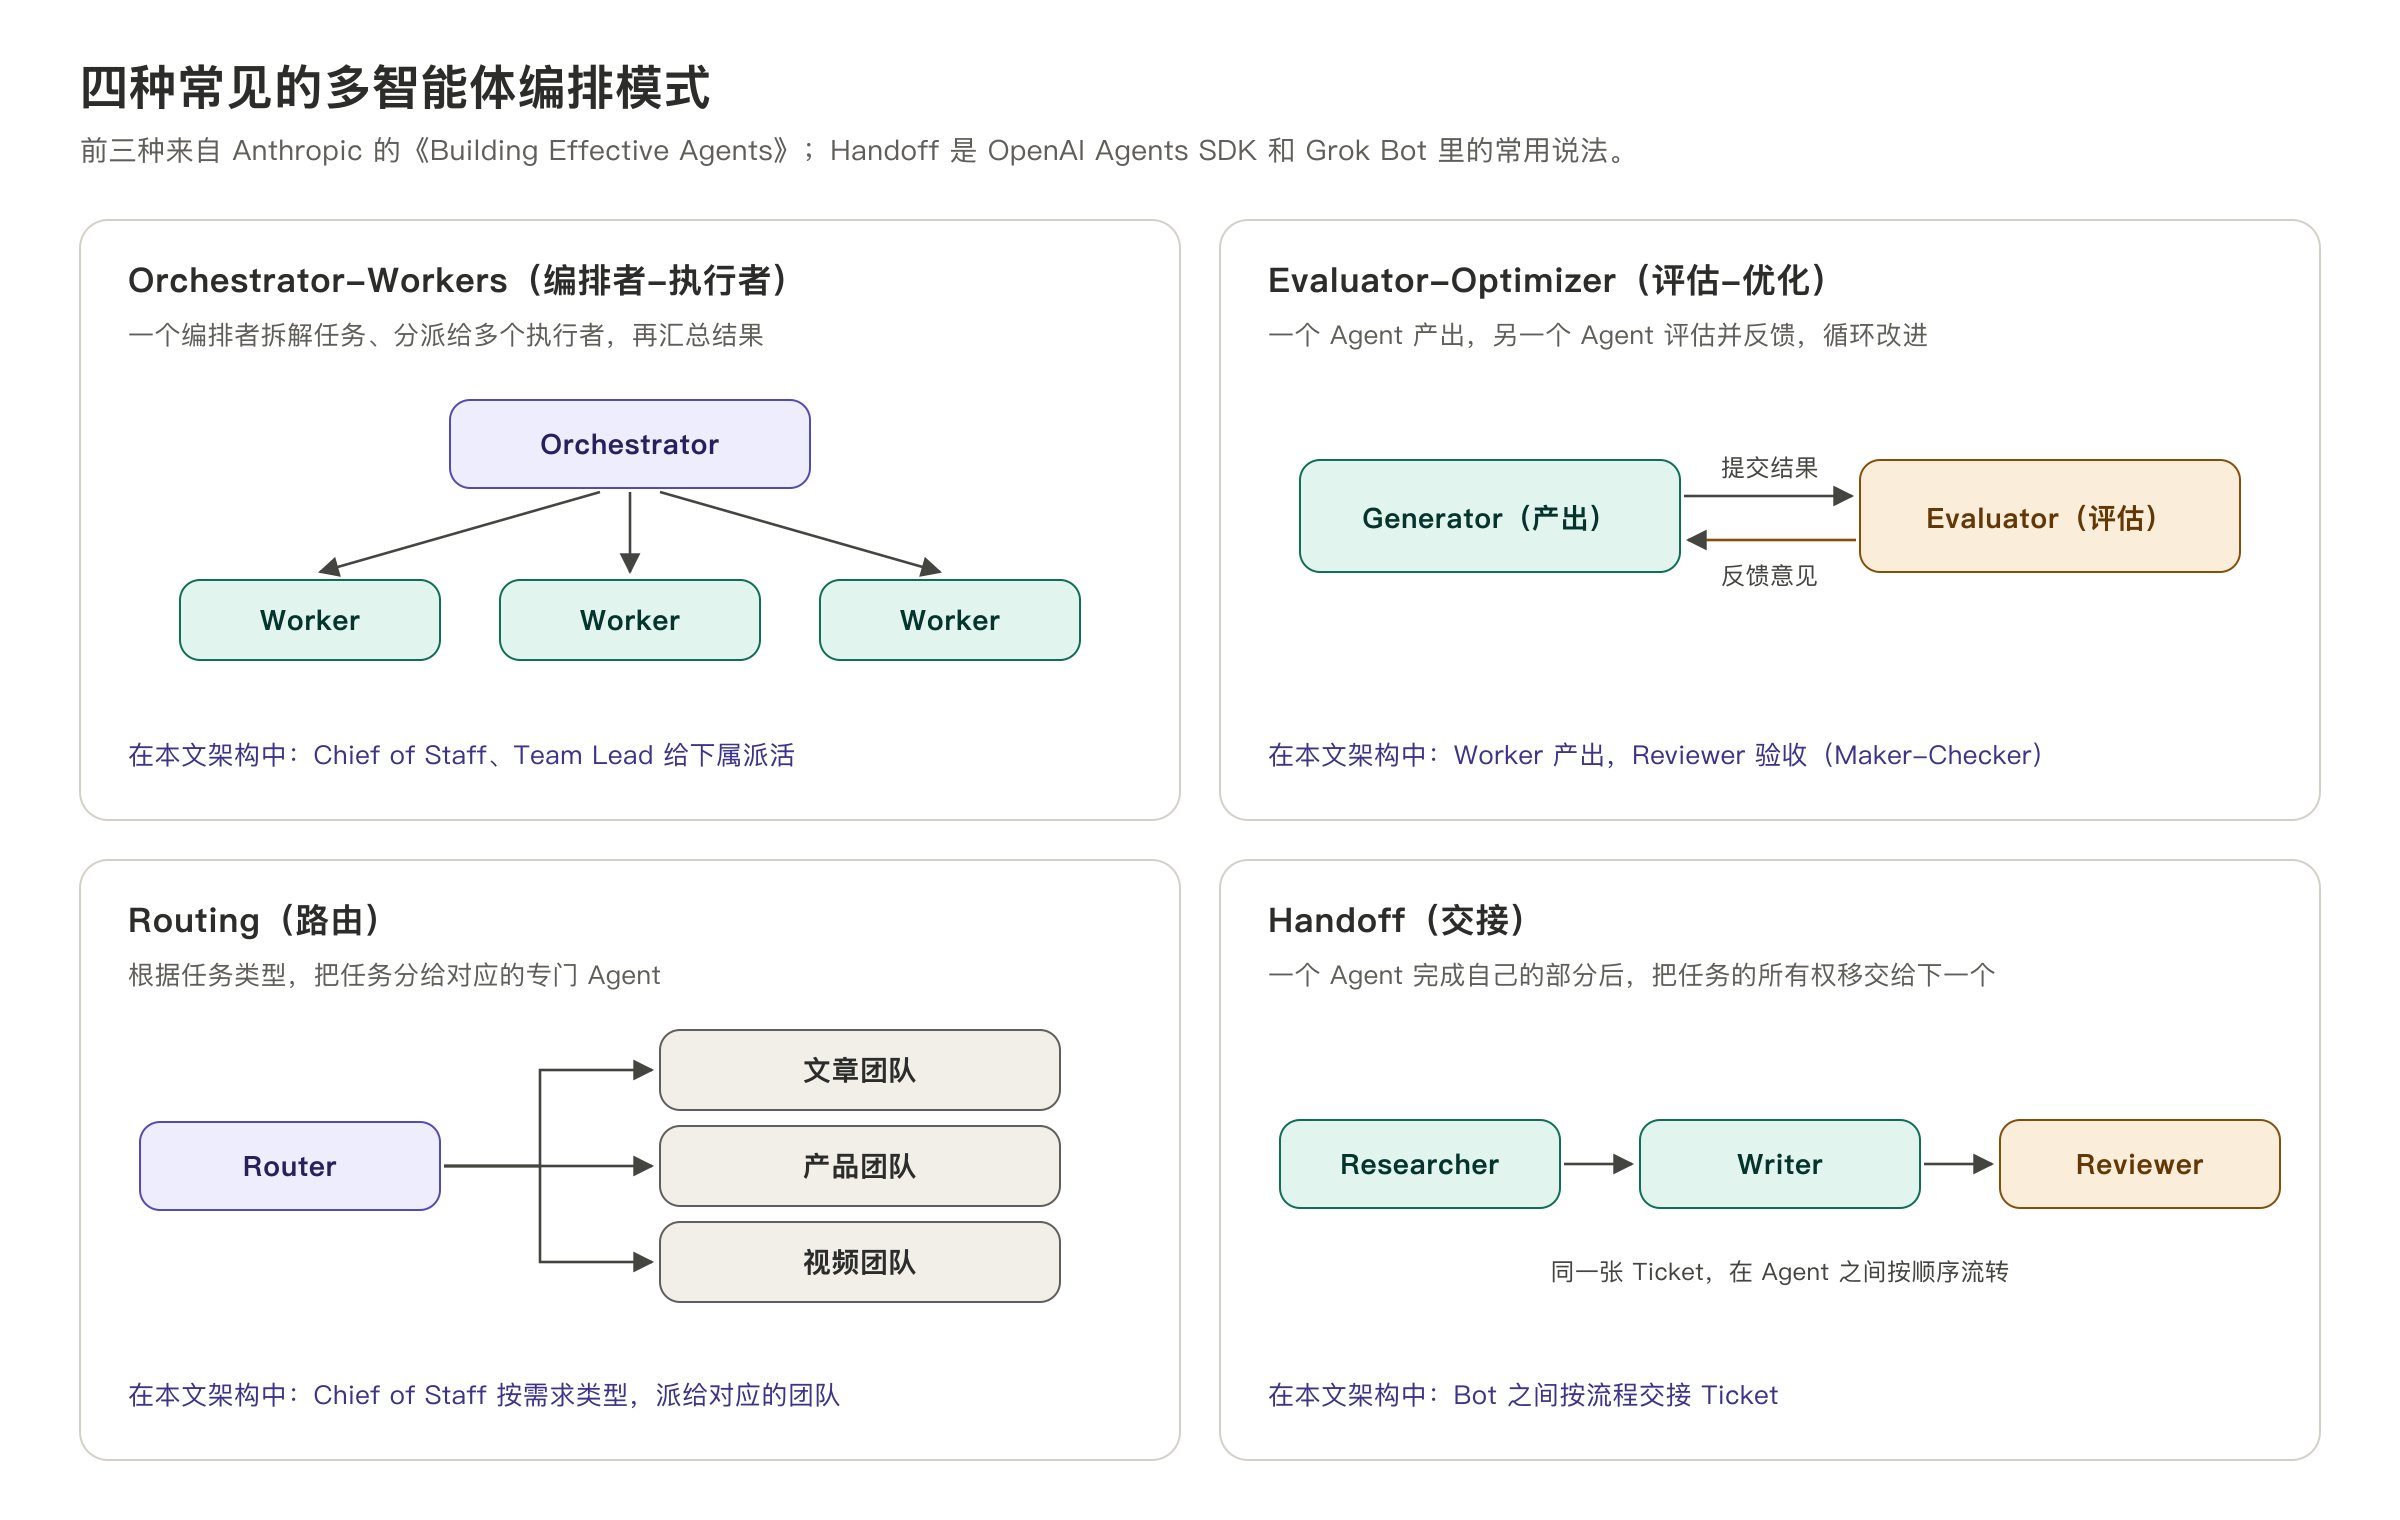 四种常见的多智能体编排模式
前三种来自 Anthropic 的《Building Effective Agents》；Handoff 是 OpenAI Agents SDK 和 Grok Bot 里的常用说法。
Orchestrator–Workers（编排者–执行者）
一个编排者拆解任务、分派给多个执行者，再汇总结果
Orchestrator
Worker
Worker
Worker
在本文架构中：Chief of Staff、Team Lead 给下属派活
Evaluator–Optimizer（评估–优化）
一个 Agent 产出，另一个 Agent 评估并反馈，循环改进
Generator（产出）
提交结果
反馈意见
Evaluator（评估）
在本文架构中：Worker 产出，Reviewer 验收（Maker–Checker）
Routing（路由）
根据任务类型，把任务分给对应的专门 Agent
Router
文章团队
产品团队
视频团队
在本文架构中：Chief of Staff 按需求类型，派给对应的团队
Handoff（交接）
一个 Agent 完成自己的部分后，把任务的所有权移交给下一个
Researcher
Writer
Reviewer
同一张 Ticket，在 Agent 之间按顺序流转
在本文架构中：Bot 之间按流程交接 Ticket